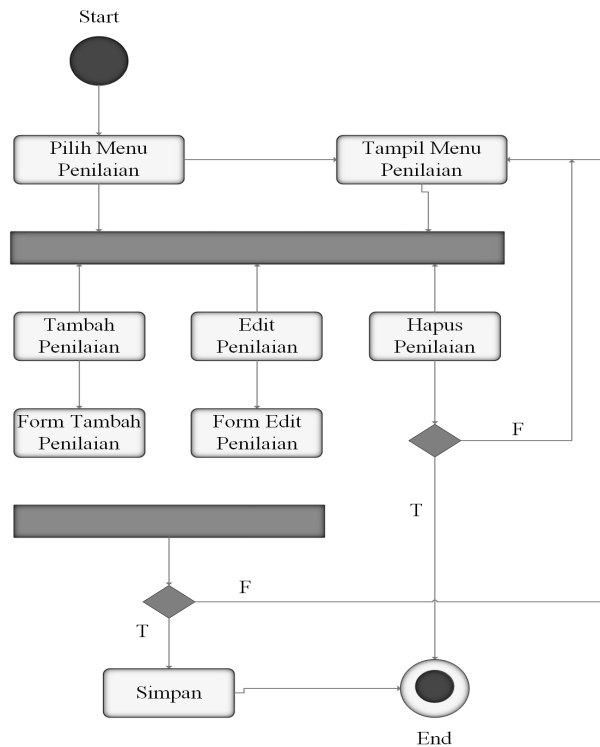 Start
Pilih Menu
Penilaian
Tampil Menu
Penilaian
Tambah
Penilaian
Edit
Penilaian
Hapus
Penilaian
Form Tambah
Penilaian
Form Edit
Penilaian
F
T
F
T
Simpan
End